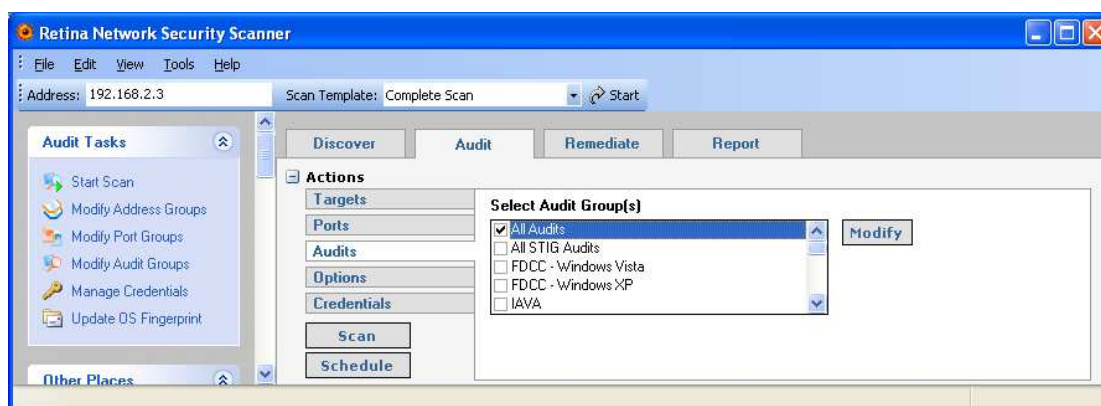 Retina Network Security Scanner
File Edit View Tools Help
Address: 192.168.2.3 Scan Template: Complete Scan Start
Audit Tasks
Start Scan
Modify Address Groups
Modify Port Groups
Modify Audit Groups
Manage Credentials
Update OS Fingerprint
Other Places
Discover Audit Remediate Report
Actions
Targets
Ports
Audits
Options
Credentials
Scan
Schedule
Select Audit Group(s)
All Audits
All STIG Audits
FDCC - Windows Vista
FDCC - Windows XP
IAVA
Modify